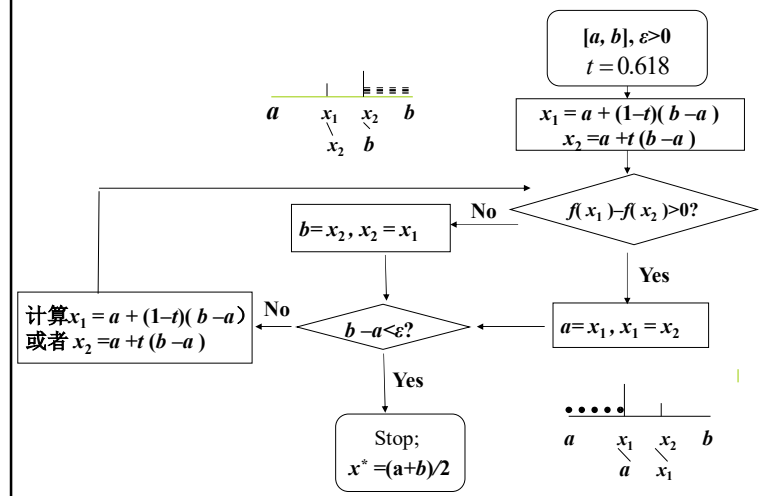 [a, b], ε>0
t = 0.618
x₁ = a + (1–t)( b –a )
x₂ =a +t (b –a )
a x₁ x₂ b
x₂ b
f( x₁ )–f( x₂ )>0?
No
b= x₂ , x₂ = x₁
Yes
计算x₁ = a + (1–t)( b –a）
或者 x₂ =a +t (b –a )
No
b –a<ε?
a= x₁ , x₁ = x₂
Yes
Stop;
x* =(a+b)/2
a x₁ x₂ b
a x₁